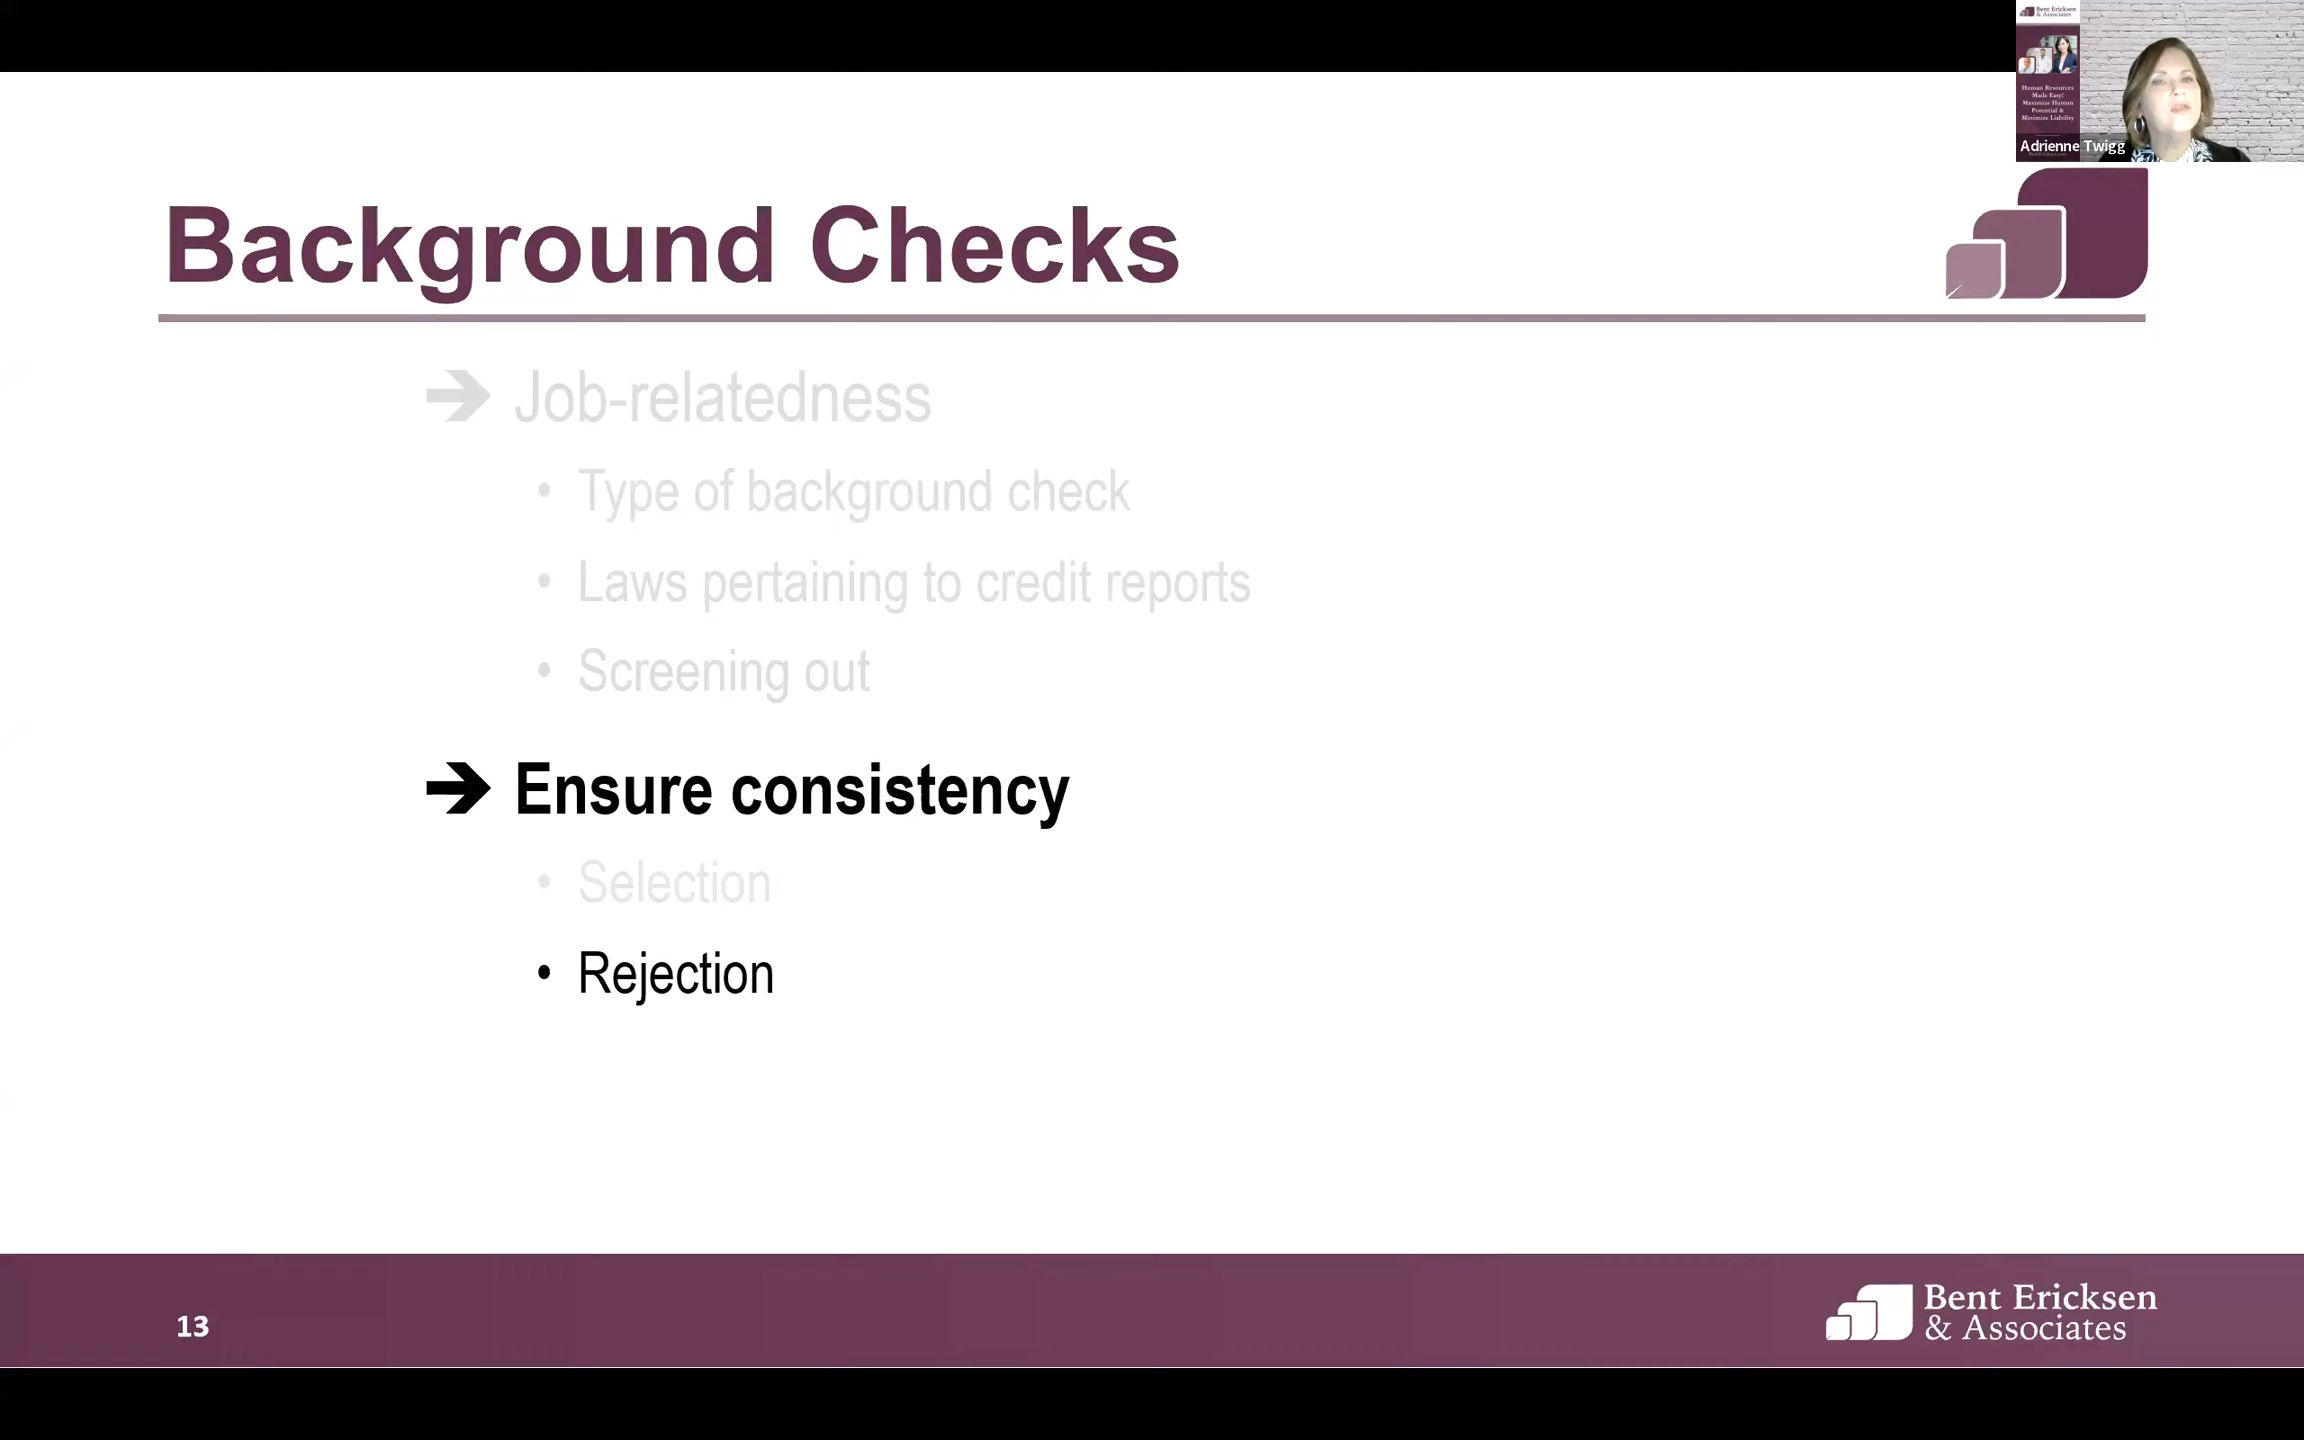 Bent Ericksen
& Associates
Human Resources
Made Easy!
Maximize Human
Potential &
Minimize Liability
Adrienne Twigg
Background Checks
Job-relatedness
• Type of background check
• Laws pertaining to credit reports
• Screening out
Ensure consistency
• Selection
• Rejection
13
Bent Ericksen
& Associates